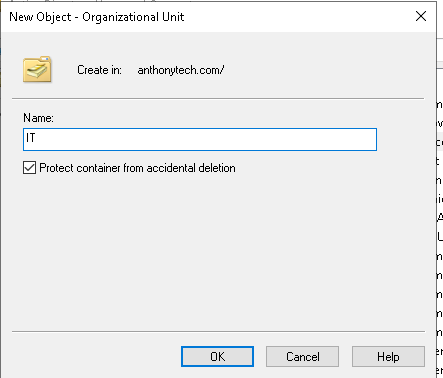 New Object - Organizational Unit
Create in: anthonytech.com/
Name:
IT
Protect container from accidental deletion
OK Cancel Help